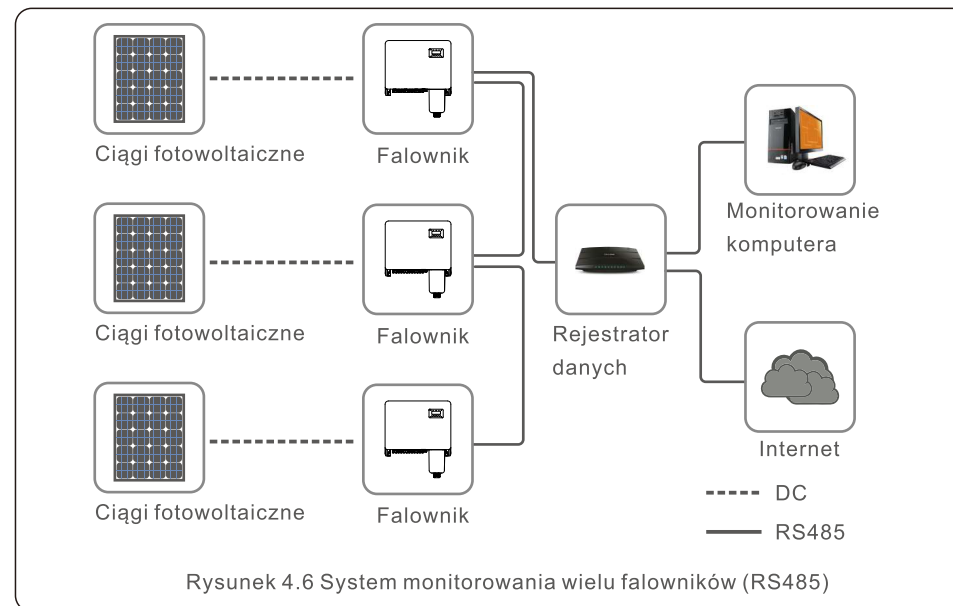 Ciągi fotowoltaiczne
Falownik
Monitorowanie
komputera
Ciągi fotowoltaiczne
Falownik
Rejestrator
danych
Internet
Ciągi fotowoltaiczne
Falownik
DC
RS485
Rysunek 4.6 System monitorowania wielu falowników (RS485)